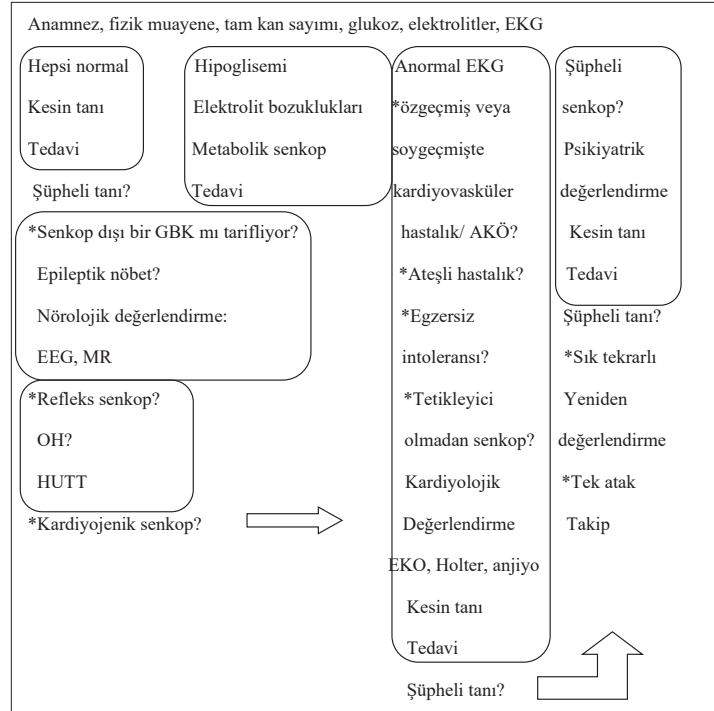 Anamnez, fizik muayene, tam kan sayımı, glukoz, elektrolitler, EKG
Hepsi normal
Kesin tanı
Tedavi
Şüpheli tanı?
*Senkop dışı bir GBK mı tarifliyor?
Epileptik nöbet?
Nörolojik değerlendirme:
EEG, MR
*Refleks senkop?
OH?
HUTT
*Kardiyojenik senkop?
Hipoglisemi
Elektrolit bozuklukları
Metabolik senkop
Tedavi
Anormal EKG
*özgeçmiş veya
soygeçmişte
kardiyovasküler
hastalık/ AKÖ?
*Ateşli hastalık?
*Egzersiz
intoleransı?
*Tetikleyici
olmadan senkop?
Kardiyolojik
Değerlendirme
EKO, Holter, anjiyo
Kesin tanı
Tedavi
Şüpheli tanı?
Şüpheli
senkop?
Psikiyatrik
değerlendirme
Kesin tanı
Tedavi
Şüpheli tanı?
*Sık tekrarlı
Yeniden
değerlendirme
*Tek atak
Takip